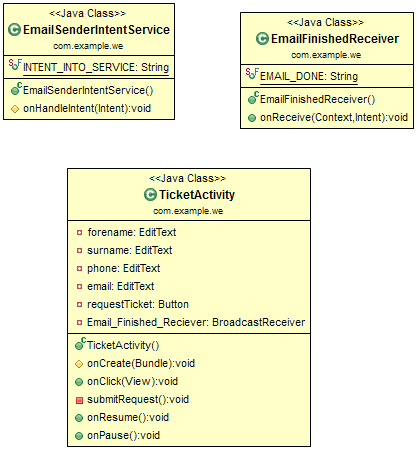 <<Java Class>>
EmailSenderIntentService
com.example.we
INTENT_INTO_SERVICE: String
EmailSenderIntentService()
onHandleIntent(Intent):void
<<Java Class>>
EmailFinishedReceiver
com.example.we
EMAIL_DONE: String
EmailFinishedReceiver()
onReceive(Context,Intent):void
<<Java Class>>
TicketActivity
com.example.we
forename: EditText
surname: EditText
phone: EditText
email: EditText
requestTicket: Button
Email_Finished_Reciever: BroadcastReceiver
TicketActivity()
onCreate(Bundle):void
onClick(View):void
submitRequest():void
onResume():void
onPause():void